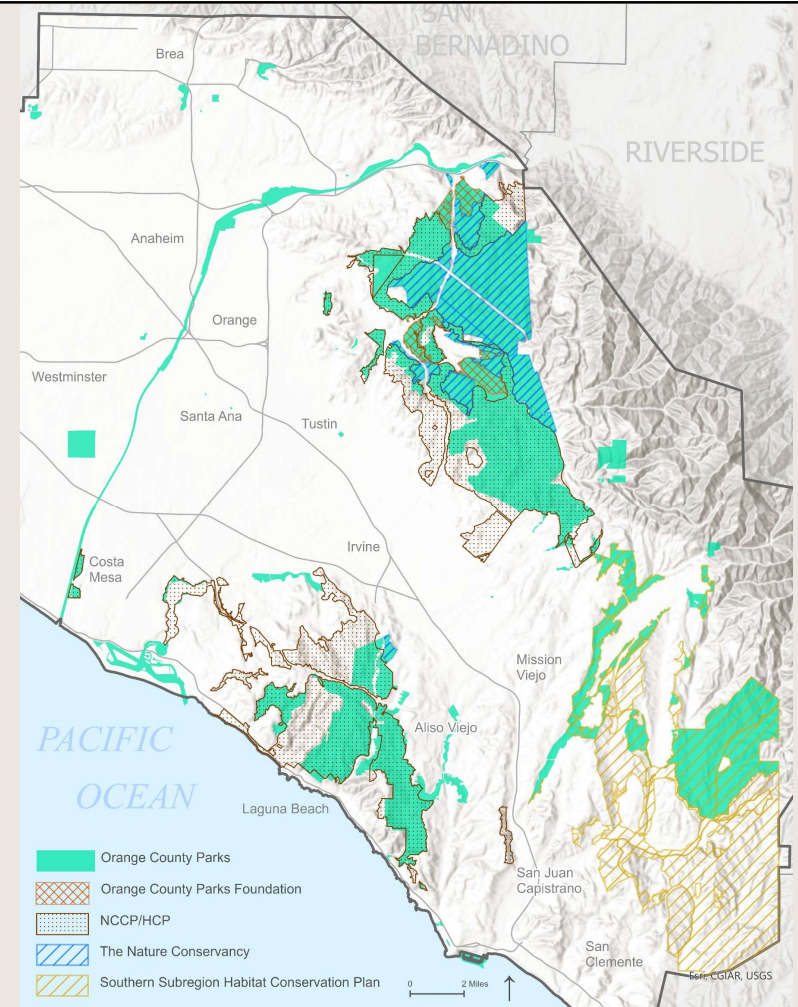 SAN
BERNADINO
Brea
RIVERSIDE
Anaheim
Orange
Westminster
Santa Ana
Tustin
Irvine
Costa
Mesa
Mission
Viejo
PACIFIC
OCEAN
Aliso Viejo
Laguna Beach
Orange County Parks
Orange County Parks Foundation
San Juan
Capistrano
NCCP/HCP
The Nature Conservancy
San
Clemente
Southern Subregion Habitat Conservation Plan
Esri, CGIAR, USGS
0 2 Miles